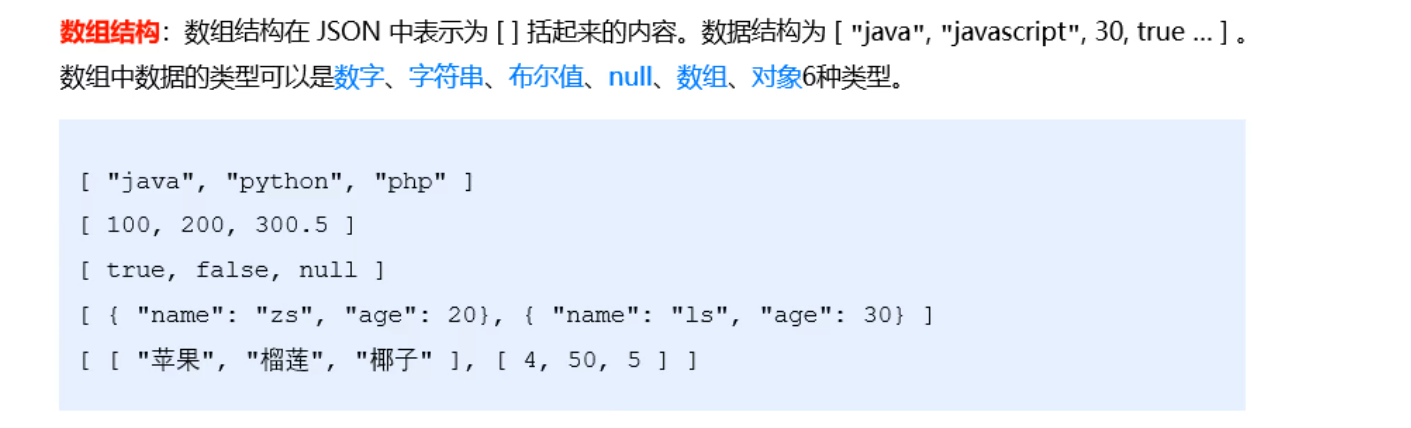 数组结构：数组结构在 JSON 中表示为 [ ] 括起来的内容。数据结构为 [ "java", "javascript", 30, true ... ] 。
数组中数据的类型可以是数字、字符串、布尔值、null、数组、对象6种类型。
[ "java", "python", "php" ]
[ 100, 200, 300.5 ]
[ true, false, null ]
[ { "name": "zs", "age": 20}, { "name": "ls", "age": 30} ]
[ [ "苹果", "榴莲", "椰子" ], [ 4, 50, 5 ] ]